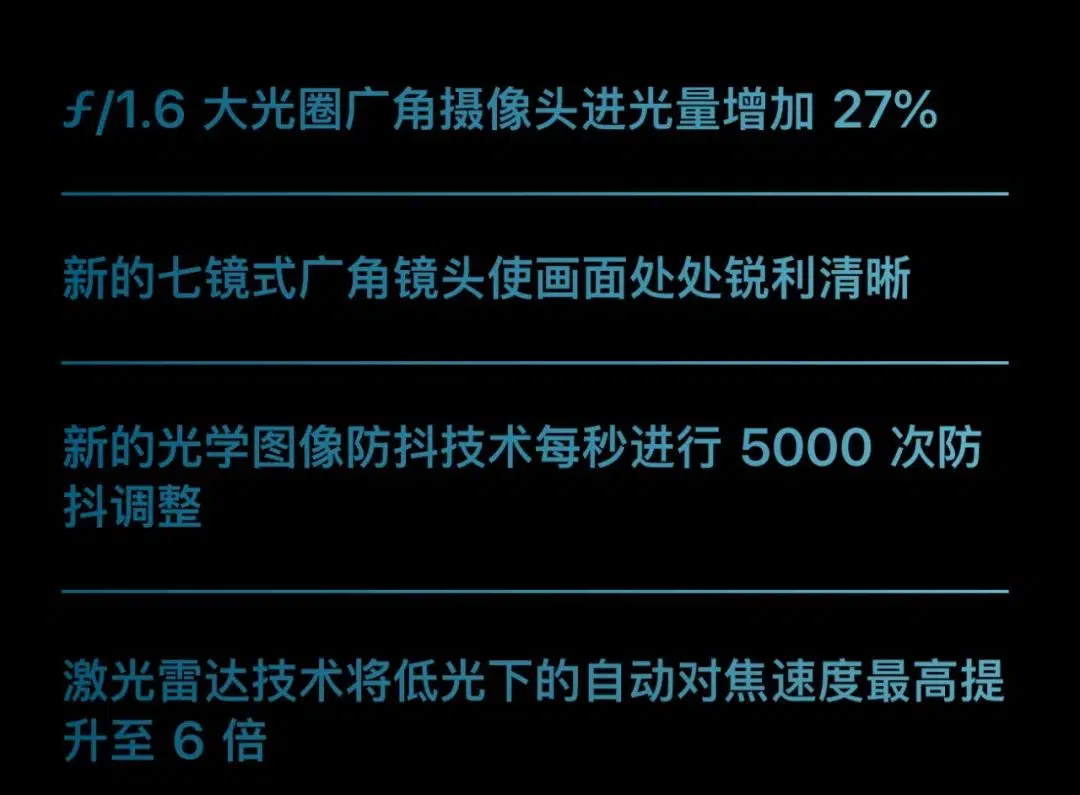 ƒ/1.6 大光圈广角摄像头进光量增加 27%
新的七镜式广角镜头使画面处处锐利清晰
新的光学图像防抖技术每秒进行 5000 次防
抖调整
激光雷达技术将低光下的自动对焦速度最高提
升至 6 倍